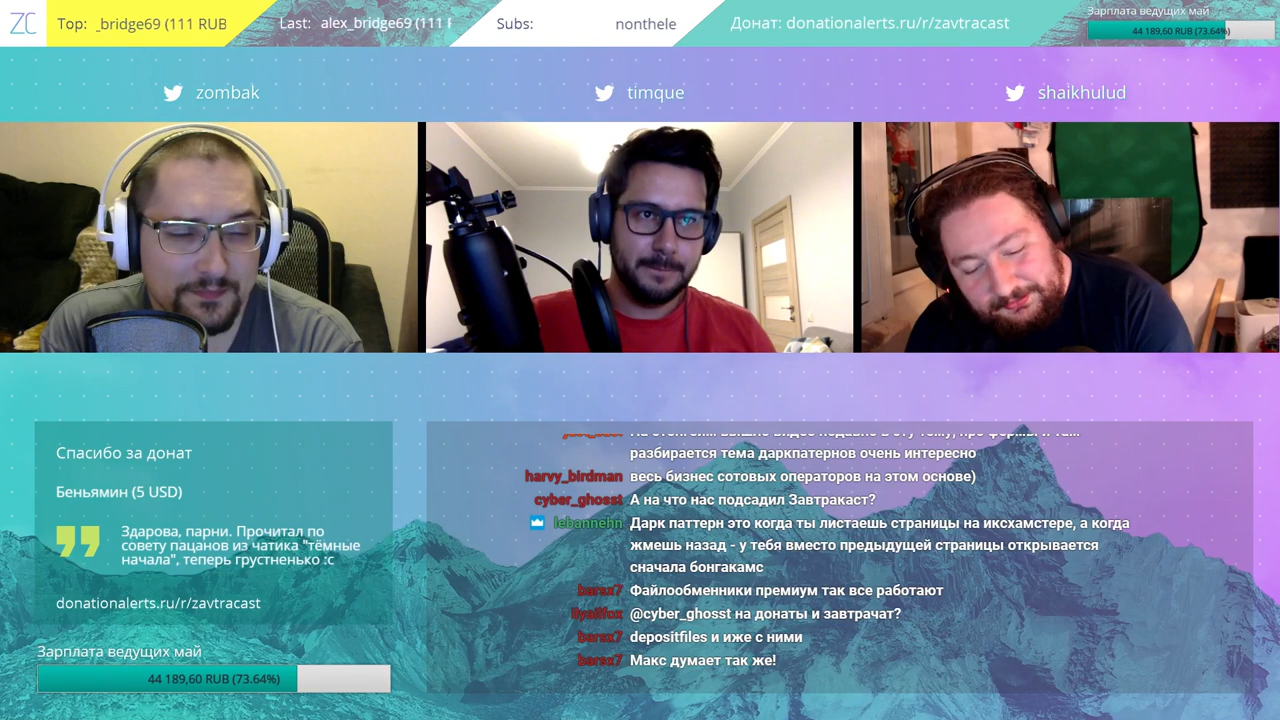 ZC
Top: _bridge69 (111 RUB
Last: alex_bridge69 (111 F
Subs: nonthele
Донат: donationalerts.ru/r/zavtracast
Зарплата ведущих май
44 189,60 RUB (73.64%)
zombak
timque
shaikhulud
Спасибо за донат
Беньямин (5 USD)
Здарова, парни. Прочитал по
совету пацанов из чатика "тёмные
начала", теперь грустненько :с
donationalerts.ru/r/zavtracast
Зарплата ведущих май
44 189,60 RUB (73.64%)
разбирается тема даркпатернов очень интересно
harvy_birdman весь бизнес сотовых операторов на этом основе)
cyber_ghosst А на что нас подсадил Завтракаст?
lebannehn Дарк паттерн это когда ты листаешь страницы на иксхамстере, а когда
жмешь назад - у тебя вместо предыдущей страницы открывается
сначала бонгакамс
barsx7 Файлообменники премиум так все работают
@cyber_ghosst на донаты и завтрачат?
barsx7 depositfiles и иже с ними
barsx7 Макс думает так же!